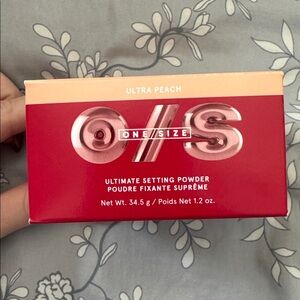 ULTRA PEACH
O/S
ONE/SIZE
ULTIMATE SETTING POWDER
POUDRE FIXANTE SUPRÊME
Net Wt. 34.5 g / Poids Net 1.2 oz.